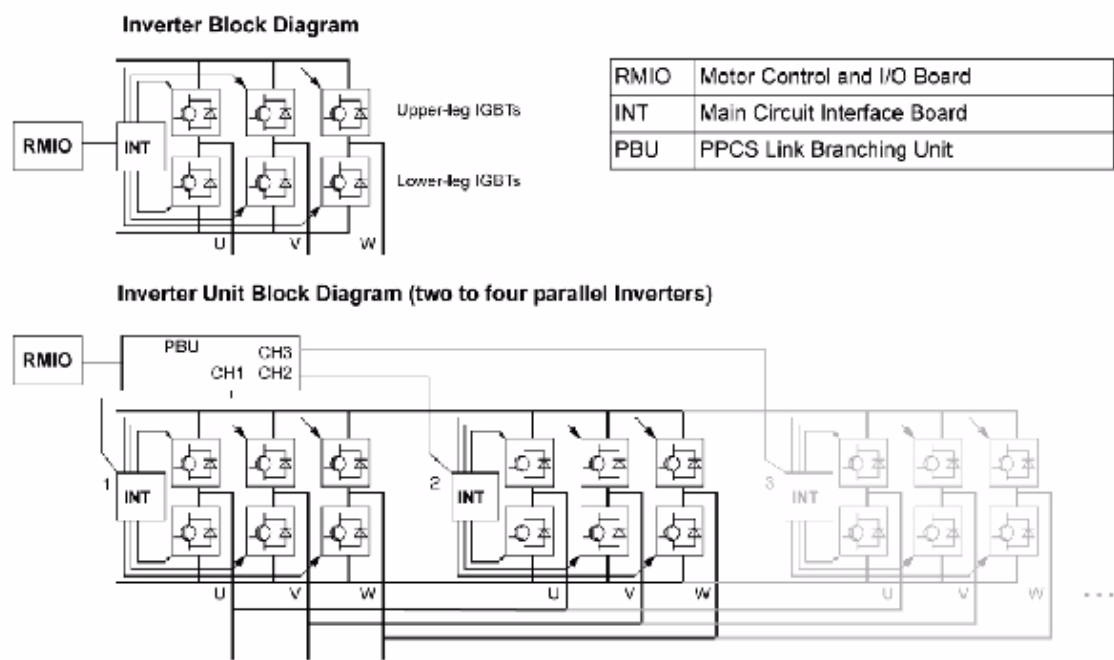 Inverter Block Diagram
RMIO Motor Control and I/O Board
INT Main Circuit Interface Board
PBU PPCS Link Branching Unit
Upper-leg IGBTs
RMIO
INT
Lower-leg IGBTs
U V W
Inverter Unit Block Diagram (two to four parallel Inverters)
RMIO
PBU
CH3
CH1 CH2
1 INT
2 INT
3 INT
U V W
U V W
U V W
...